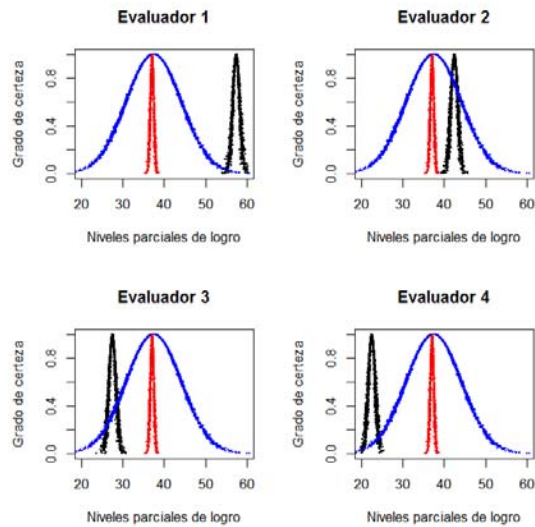 Evaluador 1
Grado de certeza
0.0 0.4 0.8
20 30 40 50 60
Niveles parciales de logro
Evaluador 2
Grado de certeza
0.0 0.4 0.8
20 30 40 50 60
Niveles parciales de logro
Evaluador 3
Grado de certeza
0.0 0.4 0.8
20 30 40 50 60
Niveles parciales de logro
Evaluador 4
Grado de certeza
0.0 0.4 0.8
20 30 40 50 60
Niveles parciales de logro